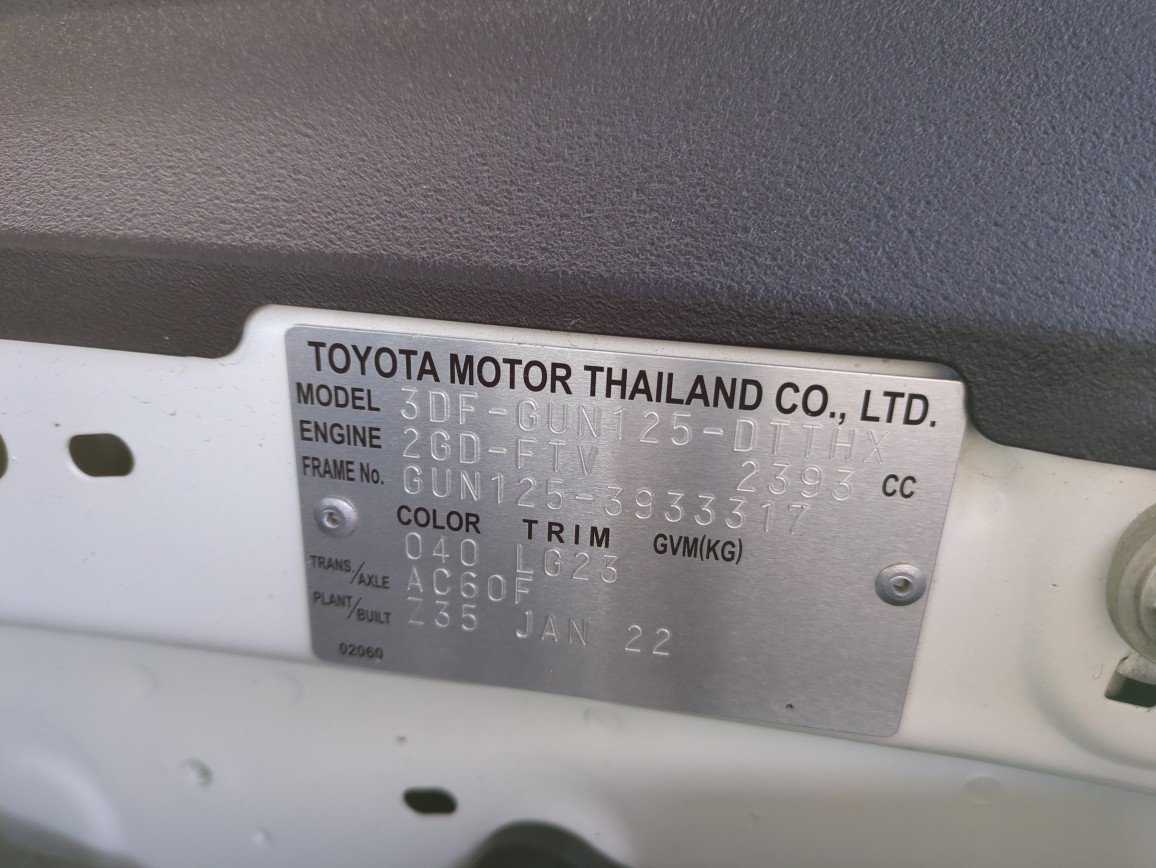 TOYOTA MOTOR THAILAND CO., LTD.
MODEL 3DF-GUN125-DTTHX
ENGINE 2GD-FTV 2393 CC
FRAME No. GUN125-3933317
COLOR TRIM GVM(KG)
040 LG23
TRANS./AXLE AC60F
PLANT/BUILT Z35 JAN 22
02060